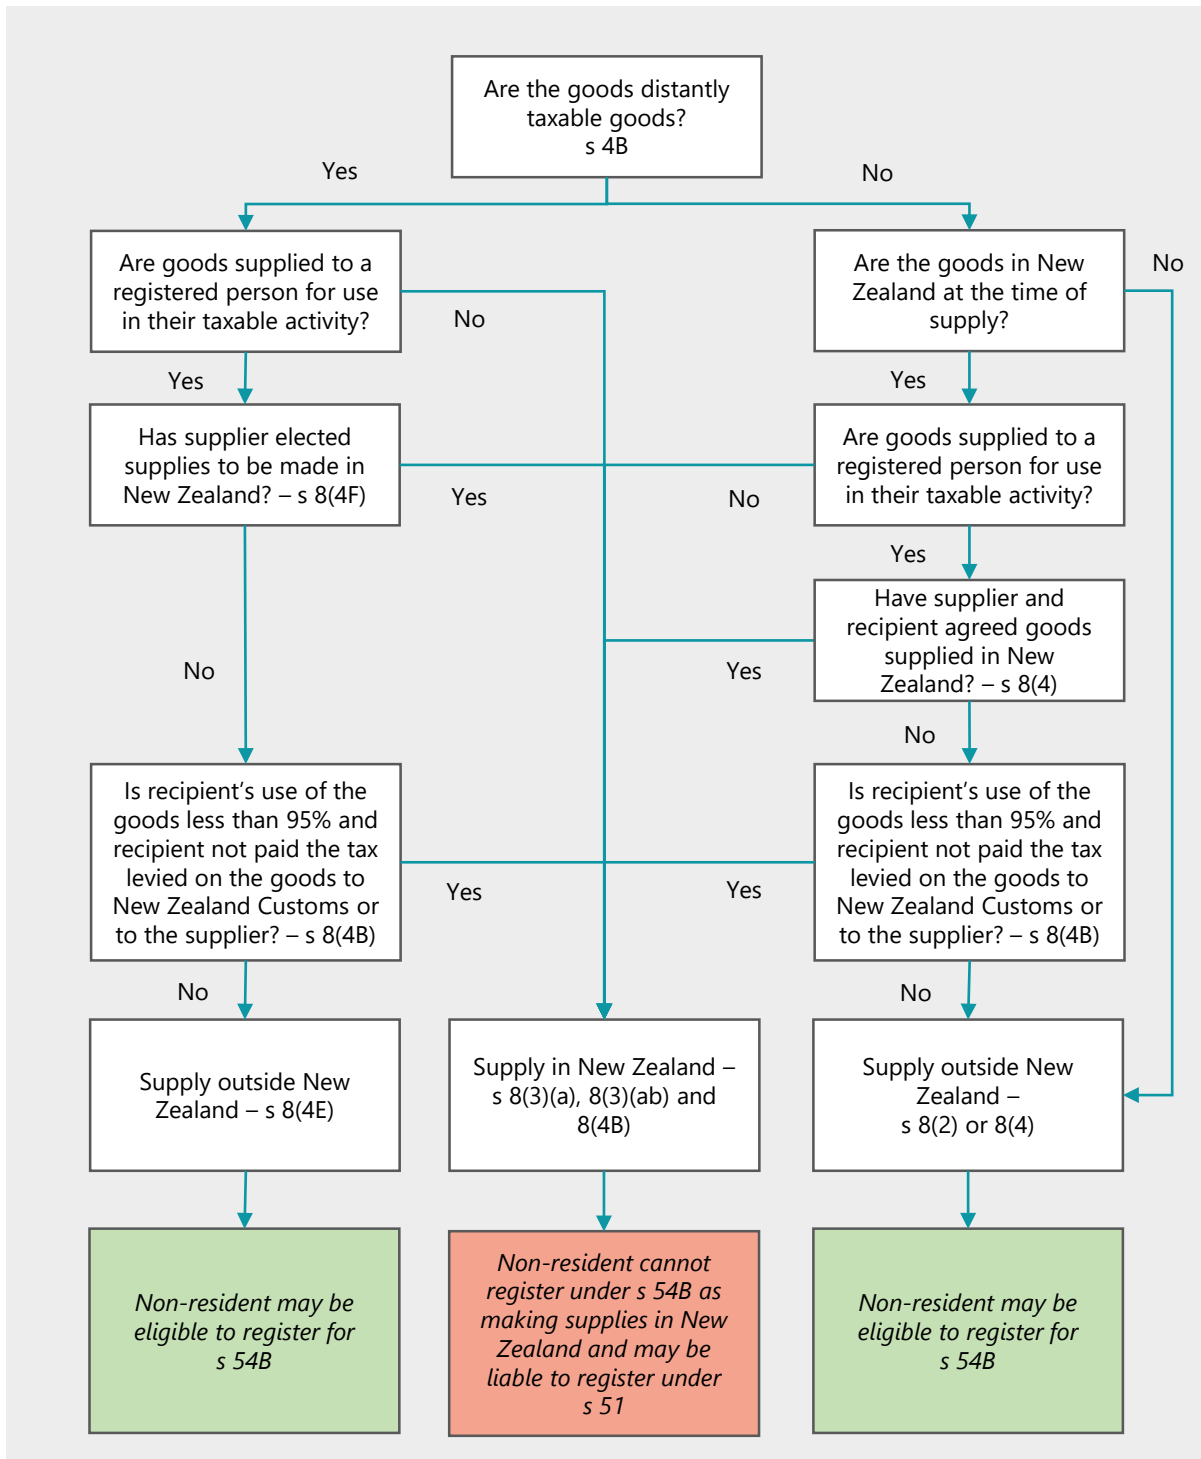 Are the goods distantly
taxable goods?
s 4B
Yes
No
Are goods supplied to a
registered person for use
in their taxable activity?
No
Are the goods in New
Zealand at the time of
supply?
No
Yes
Yes
Has supplier elected
supplies to be made in
New Zealand? – s 8(4F)
Yes
No
Are goods supplied to a
registered person for use
in their taxable activity?
Yes
Have supplier and
recipient agreed goods
supplied in New
Zealand? – s 8(4)
No
Yes
No
Is recipient’s use of the
goods less than 95% and
recipient not paid the tax
levied on the goods to
New Zealand Customs or
to the supplier? – s 8(4B)
Yes
Yes
Is recipient’s use of the
goods less than 95% and
recipient not paid the tax
levied on the goods to
New Zealand Customs or
to the supplier? – s 8(4B)
No
No
Supply outside New
Zealand – s 8(4E)
Supply in New Zealand –
s 8(3)(a), 8(3)(ab) and
8(4B)
Supply outside New
Zealand –
s 8(2) or 8(4)
Non-resident may be
eligible to register for
s 54B
Non-resident cannot
register under s 54B as
making supplies in New
Zealand and may be
liable to register under
s 51
Non-resident may be
eligible to register for
s 54B